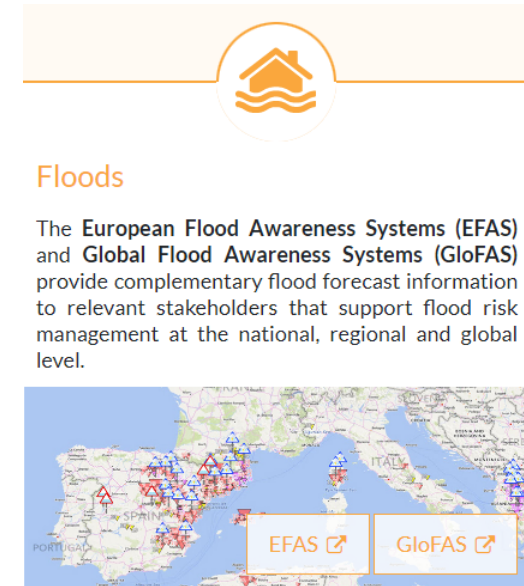 Floods
The European Flood Awareness Systems (EFAS)
and Global Flood Awareness Systems (GloFAS)
provide complementary flood forecast information
to relevant stakeholders that support flood risk
management at the national, regional and global
level.
FRANCE
ITALY
SPAIN
PORTUGAL
EFAS
GloFAS